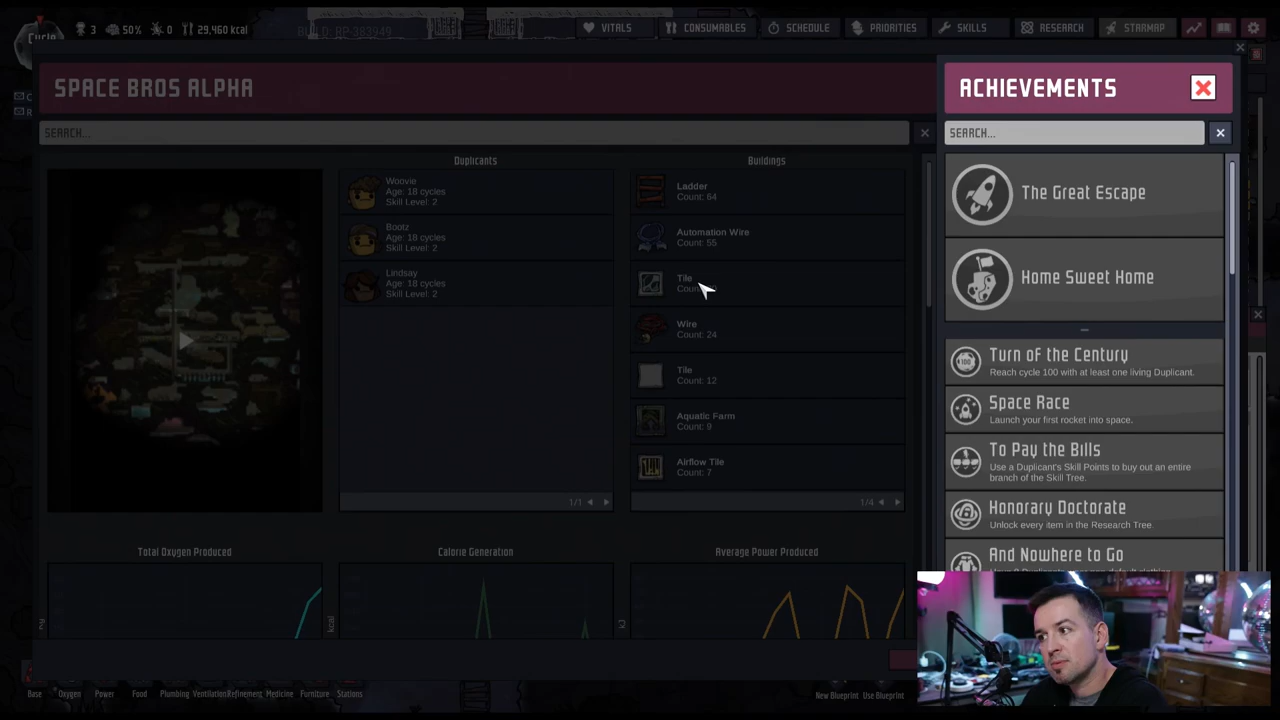 Cycle
3
50%
0
29,460 kcal
BUILD: RP-383949
VITALS
CONSUMABLES
SCHEDULE
PRIORITIES
SKILLS
RESEARCH
STARMAP
SPACE BROS ALPHA
ACHIEVEMENTS
SEARCH...
SEARCH...
Duplicants
Buildings
Woovie
Age: 18 cycles
Skill Level: 2
Bootz
Age: 18 cycles
Skill Level: 2
Lindsay
Age: 18 cycles
Skill Level: 2
1/1
Ladder
Count: 64
Automation Wire
Count: 55
Tile
Wire
Count: 24
Tile
Count: 12
Aquatic Farm
Count: 9
Airflow Tile
Count: 7
1/4
The Great Escape
Home Sweet Home
Turn of the Century
Reach cycle 100 with at least one living Duplicant.
Space Race
Launch your first rocket into space.
To Pay the Bills
Use a Duplicant's Skill Points to buy out an entire
branch of the Skill Tree.
Honorary Doctorate
Unlock every item in the Research Tree.
And Nowhere to Go
Total Oxygen Produced
Calorie Generation
Average Power Produced
kcal
Base
Oxygen
Power
Food
Plumbing
Ventilation
Refinement
Medicine
Furniture
Stations
New Blueprint
Use Blueprint